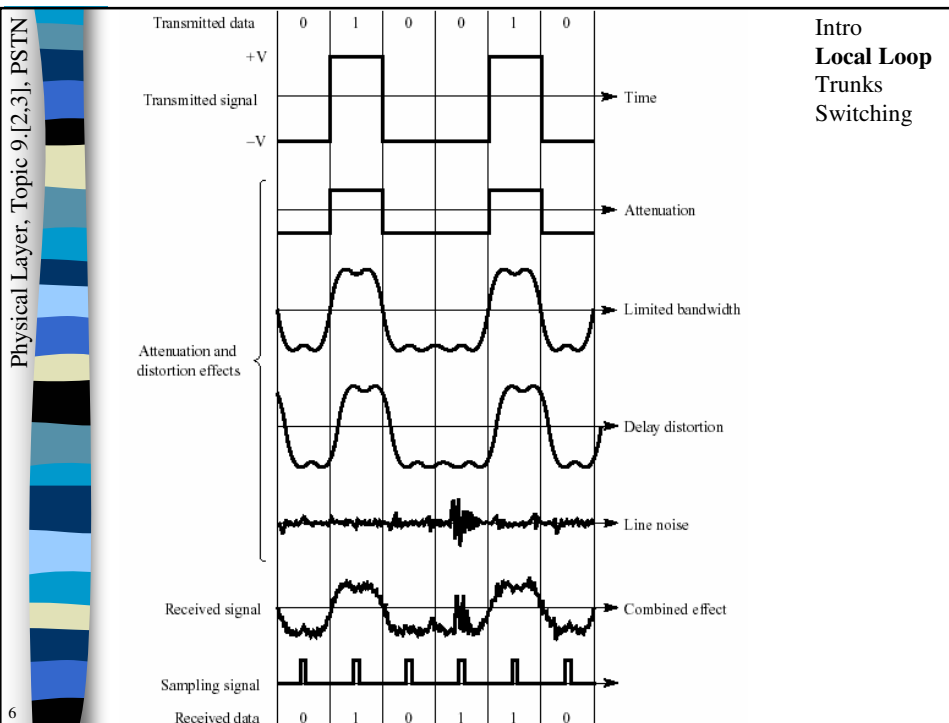 Physical Layer, Topic 9.[2,3], PSTN
Intro
Local Loop
Trunks
Switching
Transmitted data 0 1 0 0 1 0
+V
Transmitted signal Time
–V
Attenuation
Limited bandwidth
Attenuation and
distortion effects
Delay distortion
Line noise
Received signal Combined effect
Sampling signal
Received data 0 1 0 1 1 0
6